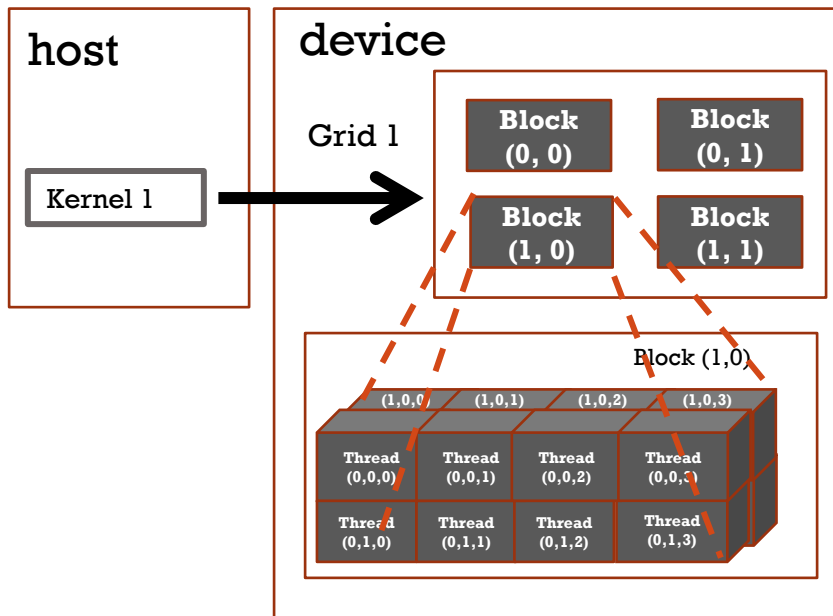 host
device
Grid 1
Kernel 1
Block
(0, 0)
Block
(0, 1)
Block
(1, 0)
Block
(1, 1)
Block (1,0)
(1,0,0)
(1,0,1)
(1,0,2)
(1,0,3)
Thread
(0,0,0)
Thread
(0,0,1)
Thread
(0,0,2)
Thread
(0,0,3)
Thread
(0,1,0)
Thread
(0,1,1)
Thread
(0,1,2)
Thread
(0,1,3)